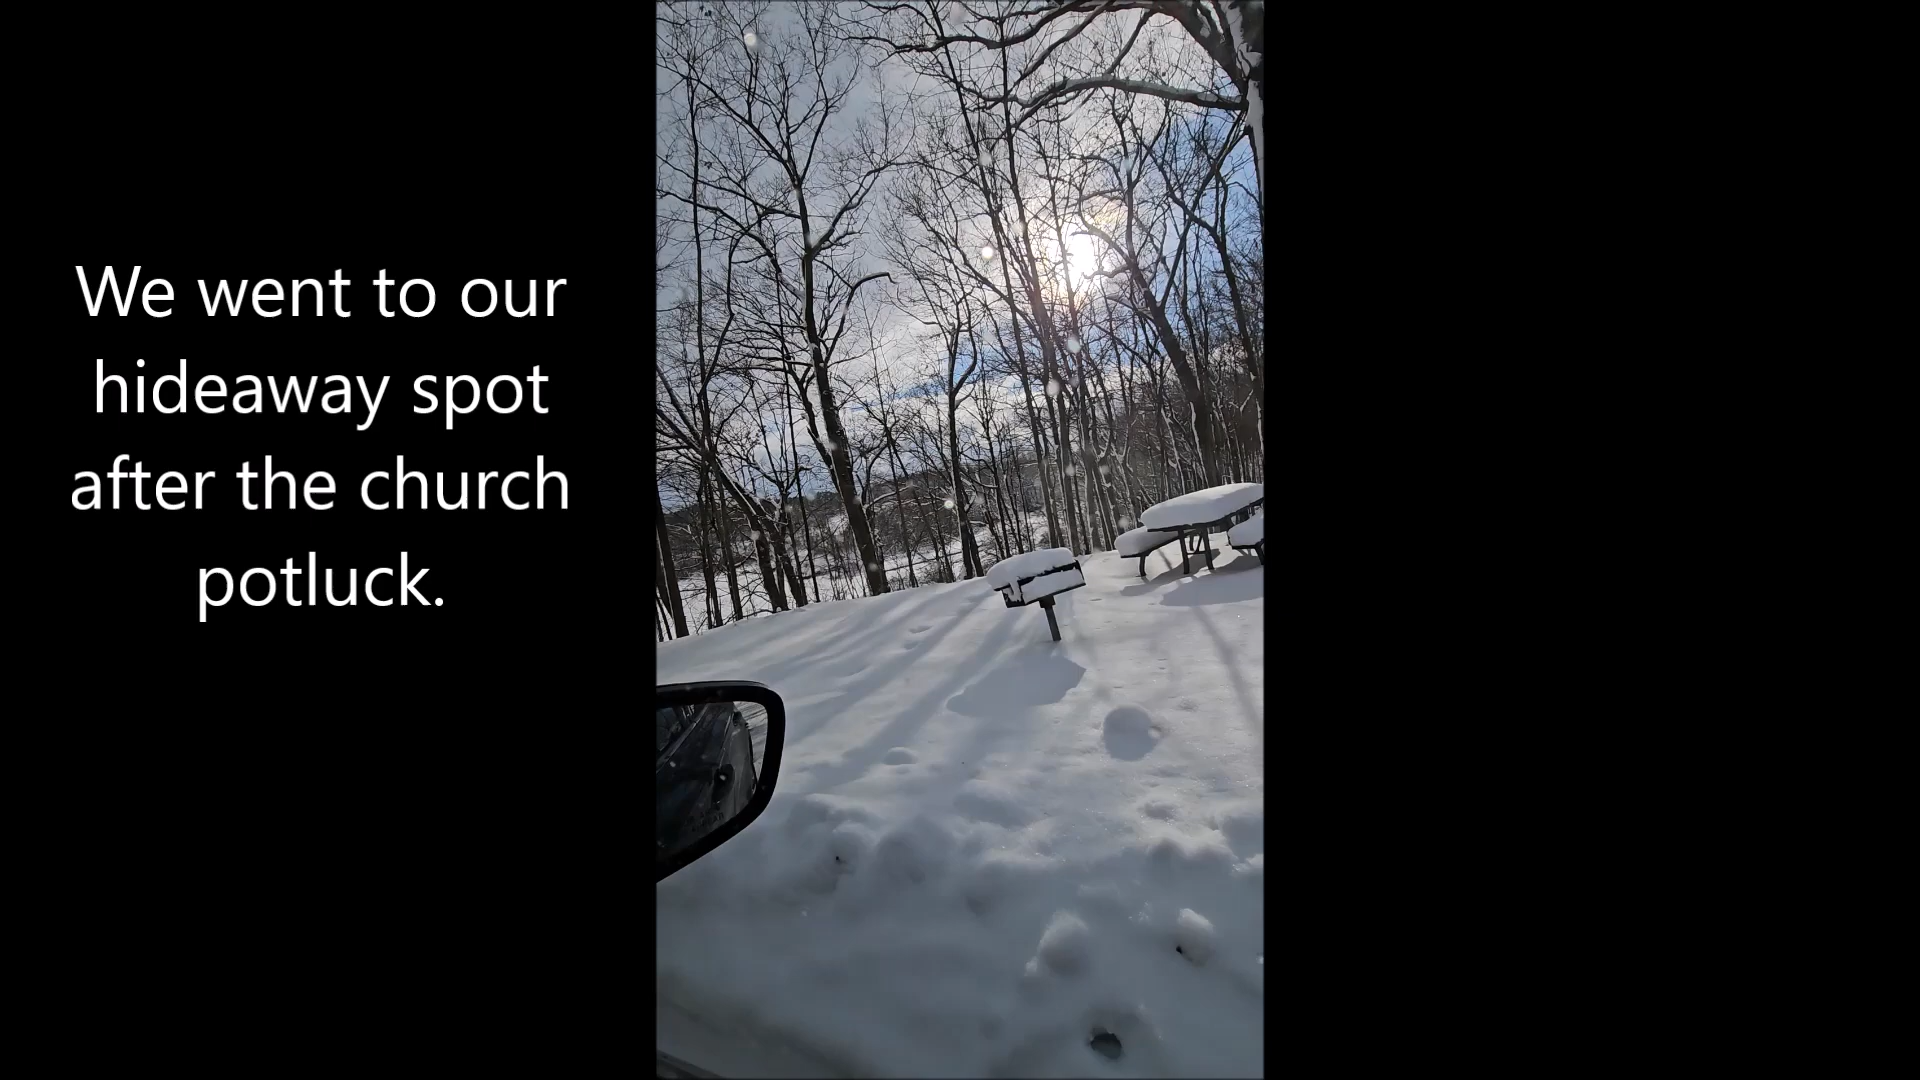 We went to our
hideaway spot
after the church
potluck.